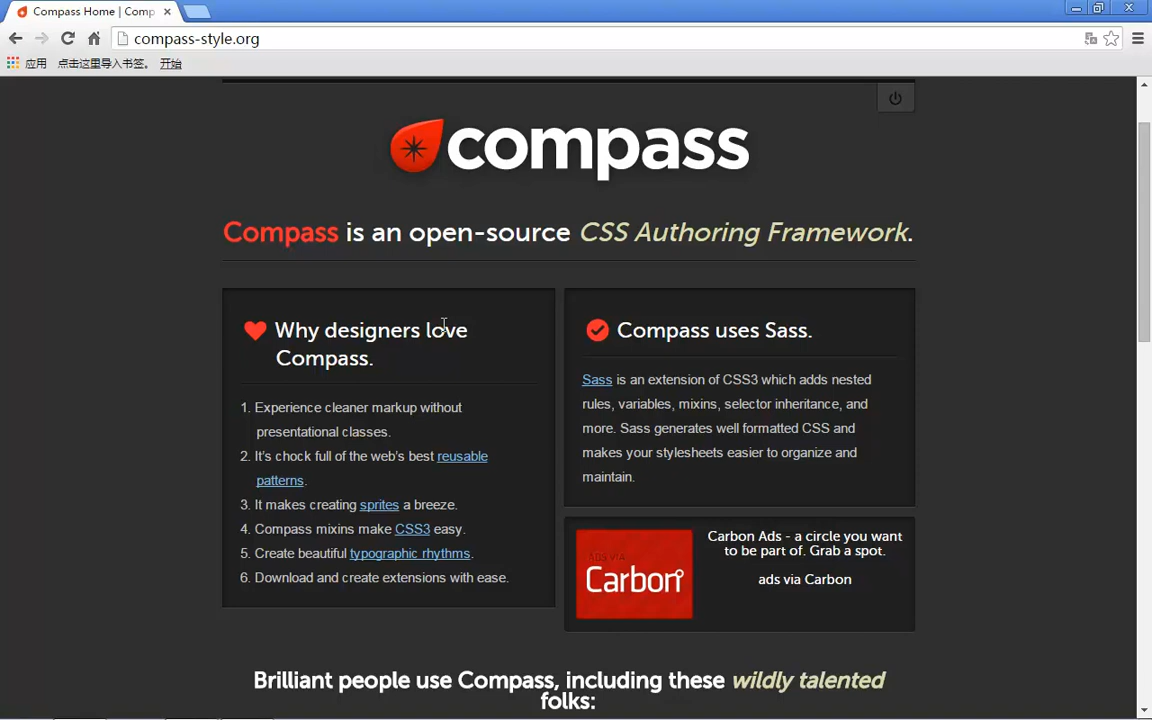 Compass Home | Comp
compass-style.org
应用 点击这里导入书签。 开始
compass
Compass is an open-source CSS Authoring Framework.
Why designers love
Compass.
1. Experience cleaner markup without
presentational classes.
2. It's chock full of the web's best reusable
patterns.
3. It makes creating sprites a breeze.
4. Compass mixins make CSS3 easy.
5. Create beautiful typographic rhythms.
6. Download and create extensions with ease.
Compass uses Sass.
Sass is an extension of CSS3 which adds nested
rules, variables, mixins, selector inheritance, and
more. Sass generates well formatted CSS and
makes your stylesheets easier to organize and
maintain.
ADS VIA
Carbon
Carbon Ads - a circle you want
to be part of. Grab a spot.
ads via Carbon
Brilliant people use Compass, including these wildly talented
folks: